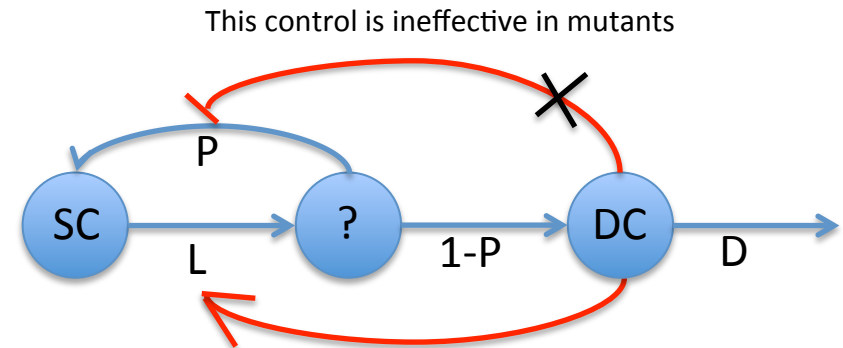 This control is ineffective in mutants
P
SC
?
DC
L
1-P
D